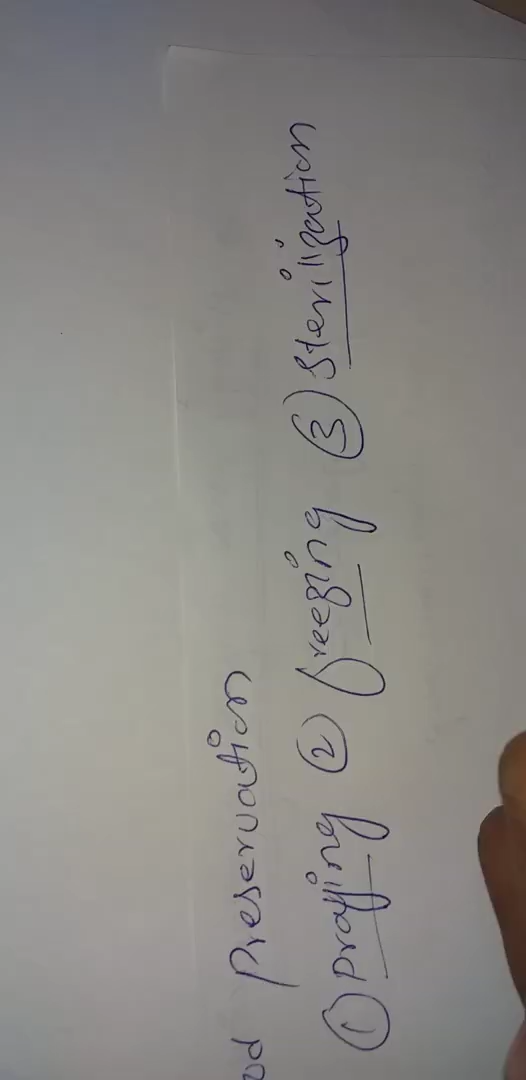 od Preservation
① Drying ② freezing ③ Sterilization